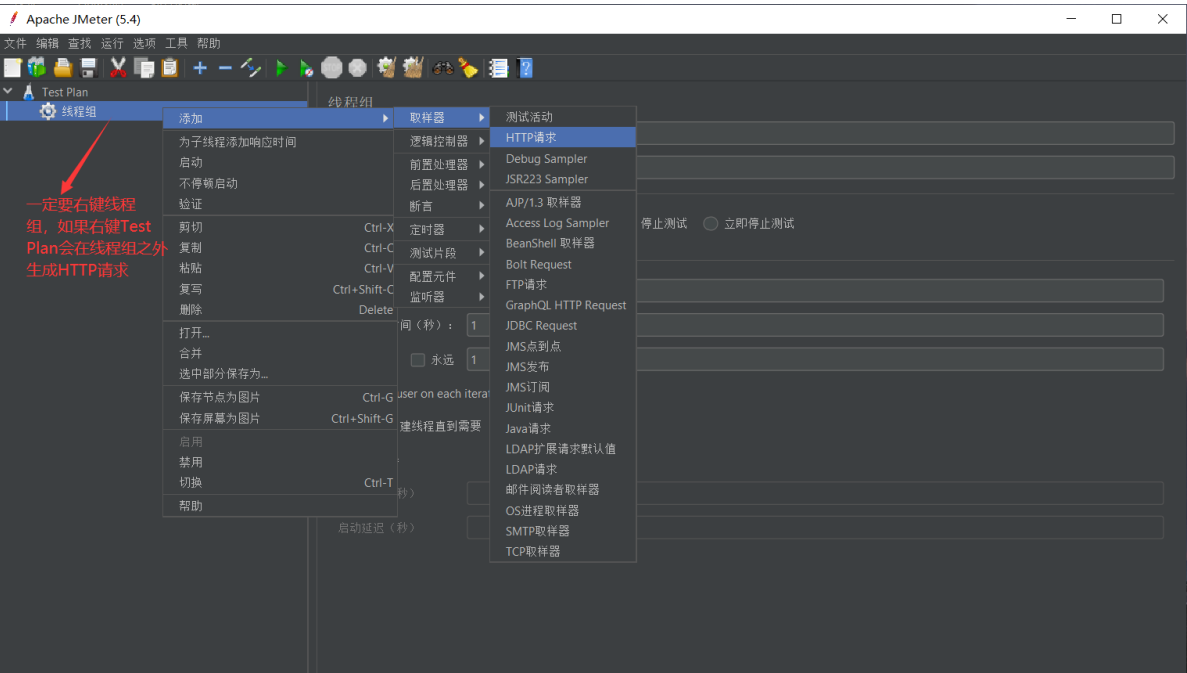 Apache JMeter (5.4)
文件 编辑 查找 运行 选项 工具 帮助
Test Plan
线程组
线程组
一定要右键线程
组，如果右键Test
Plan会在线程组之外
生成HTTP请求
添加
为子线程添加响应时间
启动
不停顿启动
验证
剪切 Ctrl-X
复制 Ctrl-C
粘贴 Ctrl-V
复写 Ctrl+Shift-C
删除 Delete
打开...
合并
选中部分保存为...
保存节点为图片 Ctrl-G
保存屏幕为图片 Ctrl+Shift-G
启用
禁用
切换 Ctrl-T
帮助
取样器
逻辑控制器
前置处理器
后置处理器
断言
定时器
测试片段
配置元件
监听器
测试活动
HTTP请求
Debug Sampler
JSR223 Sampler
AJP/1.3 取样器
Access Log Sampler
BeanShell 取样器
Bolt Request
FTP请求
GraphQL HTTP Request
JDBC Request
JMS点到点
JMS发布
JMS订阅
JUnit请求
Java请求
LDAP扩展请求默认值
LDAP请求
邮件阅读者取样器
OS进程取样器
SMTP取样器
TCP取样器
停止测试 立即停止测试
间（秒）： 1
永远 1
user on each iterat
建线程直到需要
秒）
启动延迟（秒）